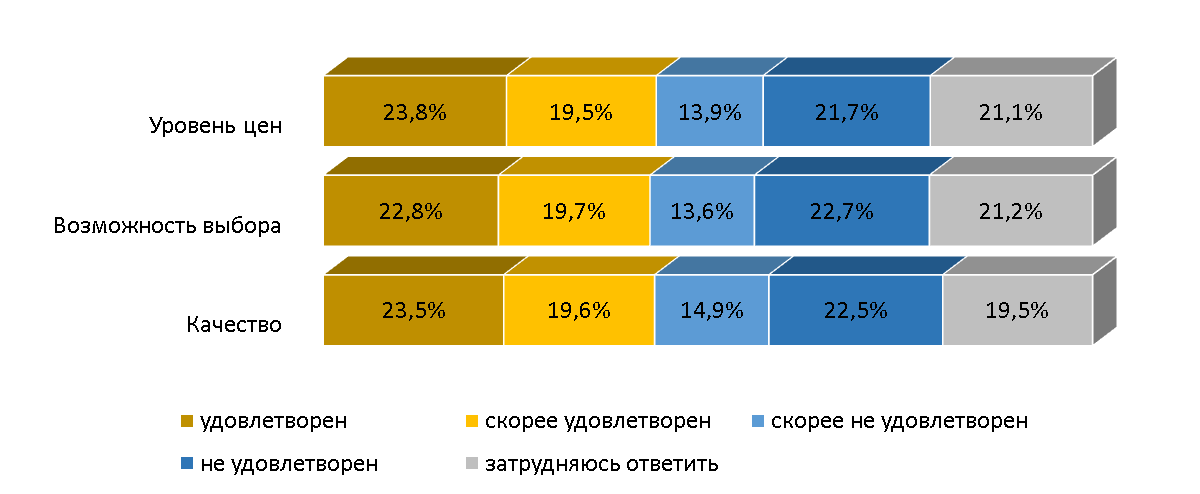 Уровень цен 23,8% 19,5% 13,9% 21,7% 21,1%
Возможность выбора 22,8% 19,7% 13,6% 22,7% 21,2%
Качество 23,5% 19,6% 14,9% 22,5% 19,5%
удовлетворен скорее удовлетворен скорее не удовлетворен
не удовлетворен затрудняюсь ответить